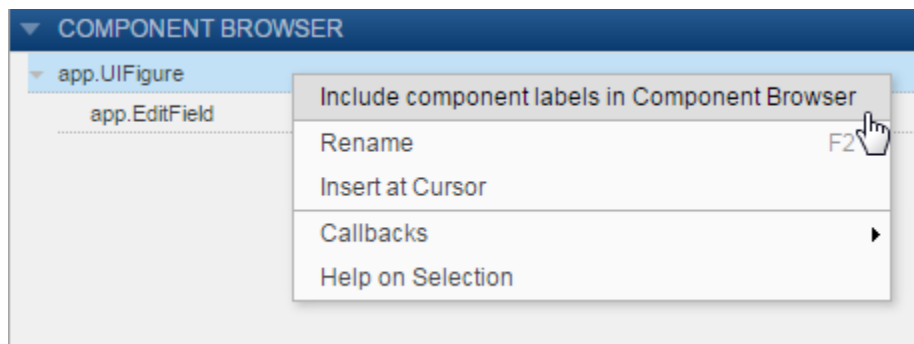 COMPONENT BROWSER
app.UIFigure
app.EditField
Include component labels in Component Browser
Rename F2
Insert at Cursor
Callbacks
Help on Selection